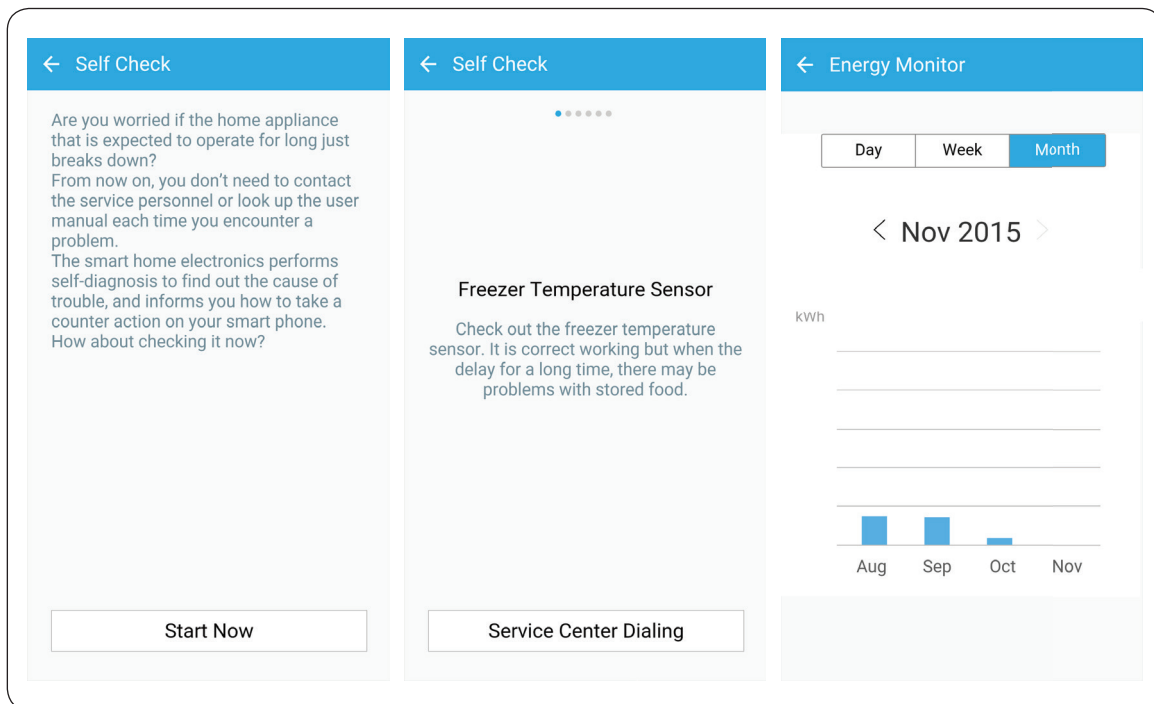 Self Check
Are you worried if the home appliance
that is expected to operate for long just
breaks down?
From now on, you don't need to contact
the service personnel or look up the user
manual each time you encounter a
problem.
The smart home electronics performs
self-diagnosis to find out the cause of
trouble, and informs you how to take a
counter action on your smart phone.
How about checking it now?
Start Now
Self Check
Freezer Temperature Sensor
Check out the freezer temperature
sensor. It is correct working but when the
delay for a long time, there may be
problems with stored food.
Service Center Dialing
Energy Monitor
Day Week Month
Nov 2015
kWh
Aug Sep Oct Nov